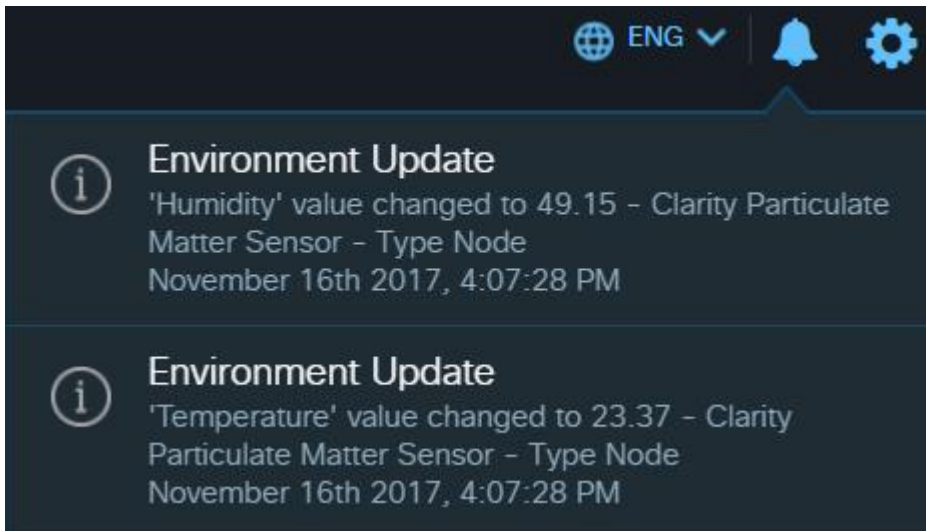 ENG
Environment Update
'Humidity' value changed to 49.15 – Clarity Particulate
Matter Sensor – Type Node
November 16th 2017, 4:07:28 PM
Environment Update
'Temperature' value changed to 23.37 – Clarity
Particulate Matter Sensor – Type Node
November 16th 2017, 4:07:28 PM